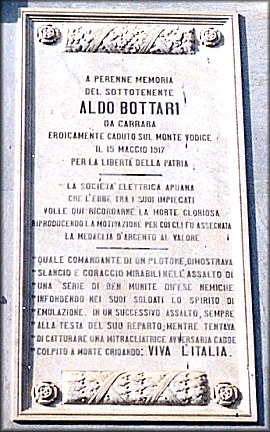 A PERENNE MEMORIA
DEL SOTTOTENENTE
ALDO BOTTARI
DA CARRARA
EROICAMENTE CADUTO SUL MONTE VODICE
IL 15 MAGGIO 1917
PER LA LIBERTÀ DELLA PATRIA
LA SOCIETÀ ELETTRICA APUANA
CHE L'EBBE TRA I SUOI IMPIEGATI
VOLLE QUI RICORDARNE LA MORTE GLORIOSA
RIPRODUCENDO LA MOTIVAZIONE PER CUI GLI FU ASSEGNATA
LA MEDAGLIA D'ARGENTO AL VALORE
QUALE COMANDANTE DI UN PLOTONE, DIMOSTRAVA
SLANCIO E CORAGGIO MIRABILI NELL'ASSALTO DI
UNA SERIE DI BEN MUNITE DIFESE NEMICHE
INFONDENDO NEI SUOI SOLDATI LO SPIRITO DI
EMULAZIONE. IN UN SUCCESSIVO ASSALTO, SEMPRE
ALLA TESTA DEL SUO REPARTO; MENTRE TENTAVA
DI CATTURARE UNA MITRAGLIATRICE AVVERSARIA CADDE
COLPITO A MORTE GRIDANDO: VIVA L'ITALIA.